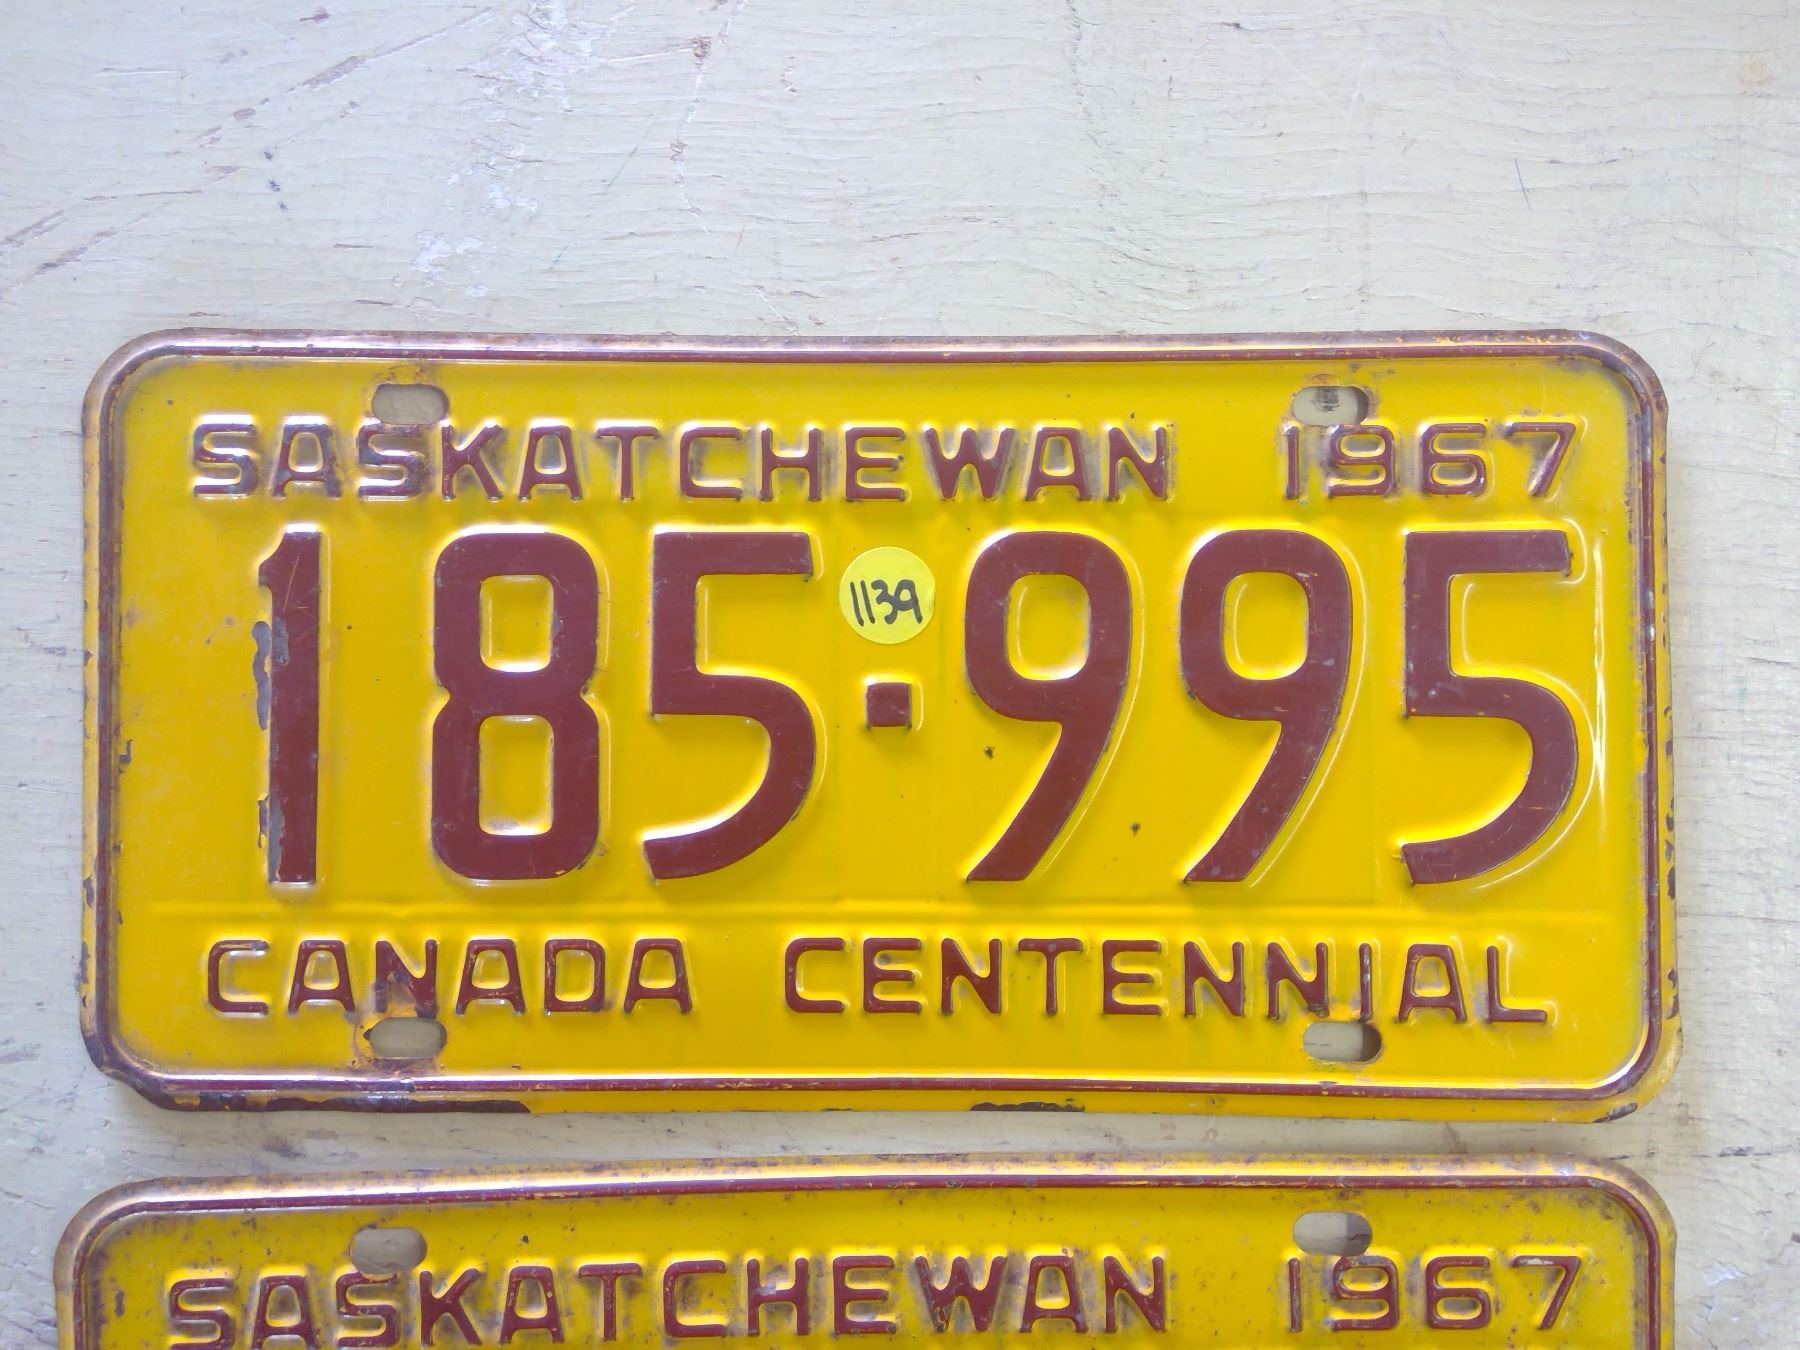 SASKATCHEWAN 1967
1139
185·995
CANADA CENTENNIAL
SASKATCHEWAN 1967